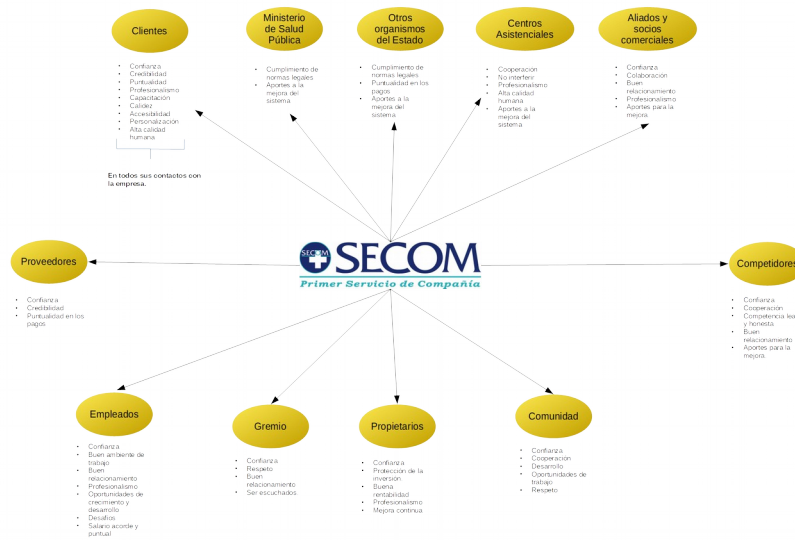 Clientes
• Confianza
• Credibilidad
• Puntualidad
• Profesionalismo
• Capacitación
• Calidez
• Accesibilidad
• Personalización
• Alta calidad
humana
En todos sus contactos con
la empresa.
Ministerio
de Salud
Pública
• Cumplimiento de
normas legales
• Aportes a la
mejora del
sistema
Otros
organismos
del Estado
• Cumplimiento de
normas legales
• Puntualidad en los
pagos
• Aportes a la
mejora del
sistema
Centros
Asistenciales
• Cooperación
• No interferir
• Profesionalismo
• Alta calidad
humana
• Aportes a la
mejora del
sistema
Aliados y
socios
comerciales
• Confianza
• Colaboración
• Buen
relacionamiento
• Profesionalismo
• Aportes para la
mejora
Proveedores
• Confianza
• Credibilidad
• Puntualidad en los
pagos
SECOM
SECOM
Primer Servicio de Compañía
Competidores
• Confianza
• Cooperación
• Competencia lea
y honesta
• Buen
relacionamiento
• Aportes para la
mejora
Empleados
• Confianza
• Buen ambiente de
trabajo
• Buen
relacionamiento
• Profesionalismo
• Oportunidades de
crecimiento y
desarrollo
• Desafíos
• Salario acorde y
puntual
Gremio
• Confianza
• Respeto
• Buen
relacionamiento
• Ser escuchados
Propietarios
• Confianza
• Protección de la
inversión.
• Buena
rentabilidad
• Profesionalismo
• Mejora continua
Comunidad
• Confianza
• Cooperación
• Desarrollo
• Oportunidades de
trabajo
• Respeto